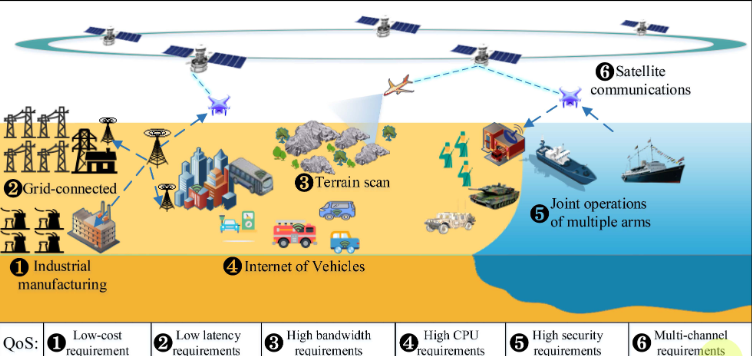 ❻ Satellite
communications
❷ Grid-connected
❸ Terrain scan
❺ Joint operations
of multiple arms
❶ Industrial
manufacturing
❹ Internet of Vehicles
QoS:
❶ Low-cost
requirement
❷ Low latency
requirements
❸ High bandwidth
requirements
❹ High CPU
requirements
❺ High security
requirements
❻ Multi-channel
requirements